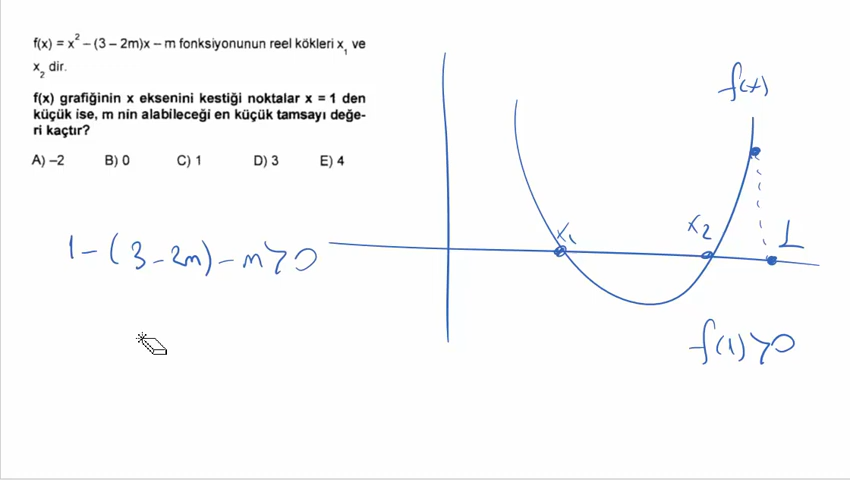 f(x) = x² – (3 – 2m)x – m fonksiyonunun reel kökleri x₁ ve
x₂ dir.
f(x) grafiğinin x eksenini kestiği noktalar x = 1 den
küçük ise, m nin alabileceği en küçük tamsayı değe-
ri kaçtır?
A) –2 B) 0 C) 1 D) 3 E) 4
f(x)
x₁ x₂ 1
1 – (3 – 2m) – m > 0
f(1) > 0